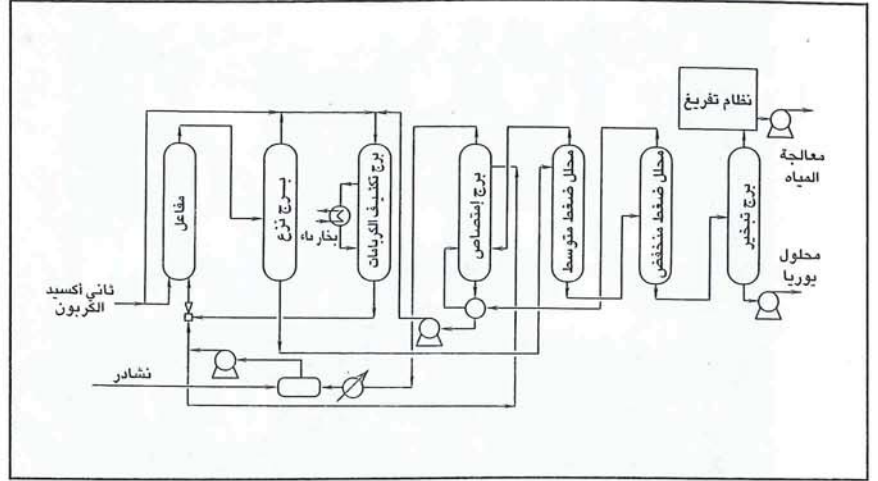 نظام تفريغ
معالجة
المياه
مفاعل
برج نزع
برج تكثيف الكربامات
بخار ماء
برج إمتصاص
محلل ضغط متوسط
محلل ضغط منخفض
برج تبخير
محلول
يوريا
ثاني أكسيد
الكربون
نشادر